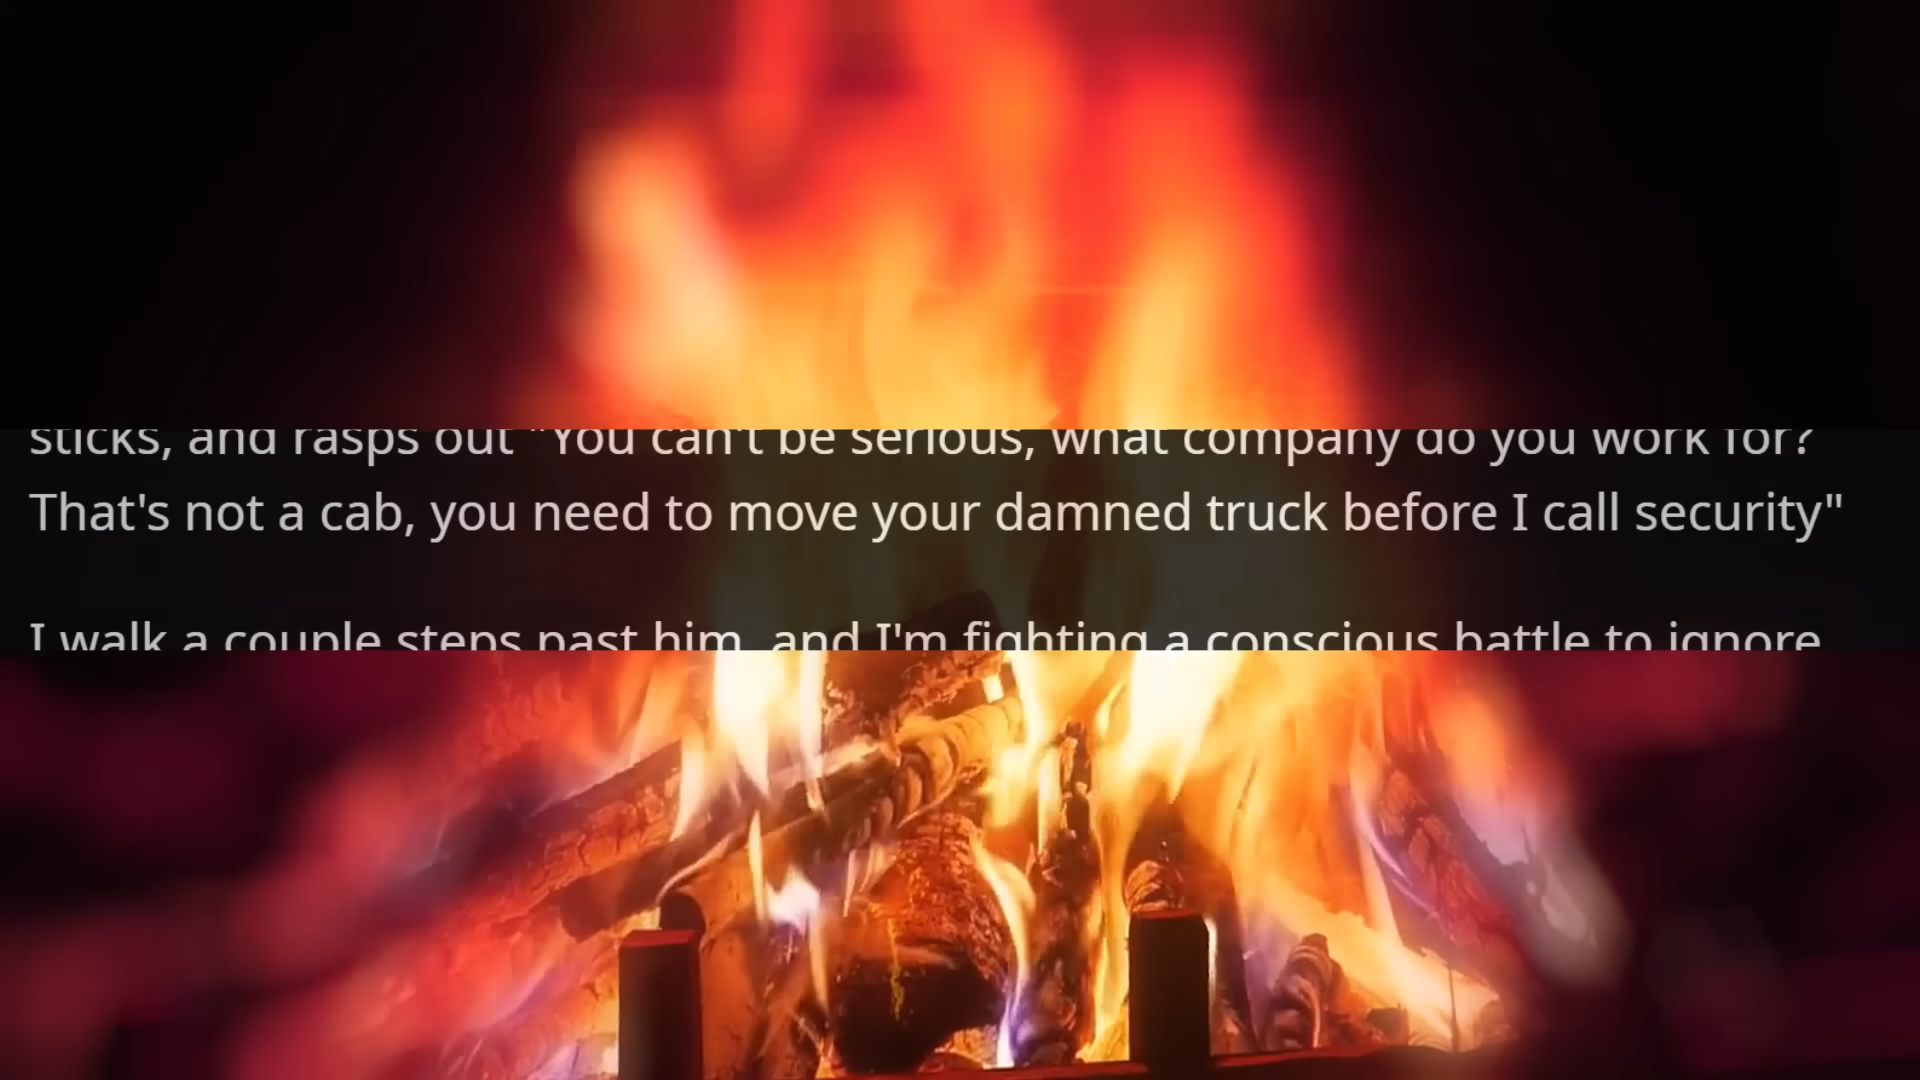 sticks, and rasps out "You can't be serious, what company do you work for?
That's not a cab, you need to move your damned truck before I call security"
I walk a couple steps past him, and I'm fighting a conscious battle to ignore